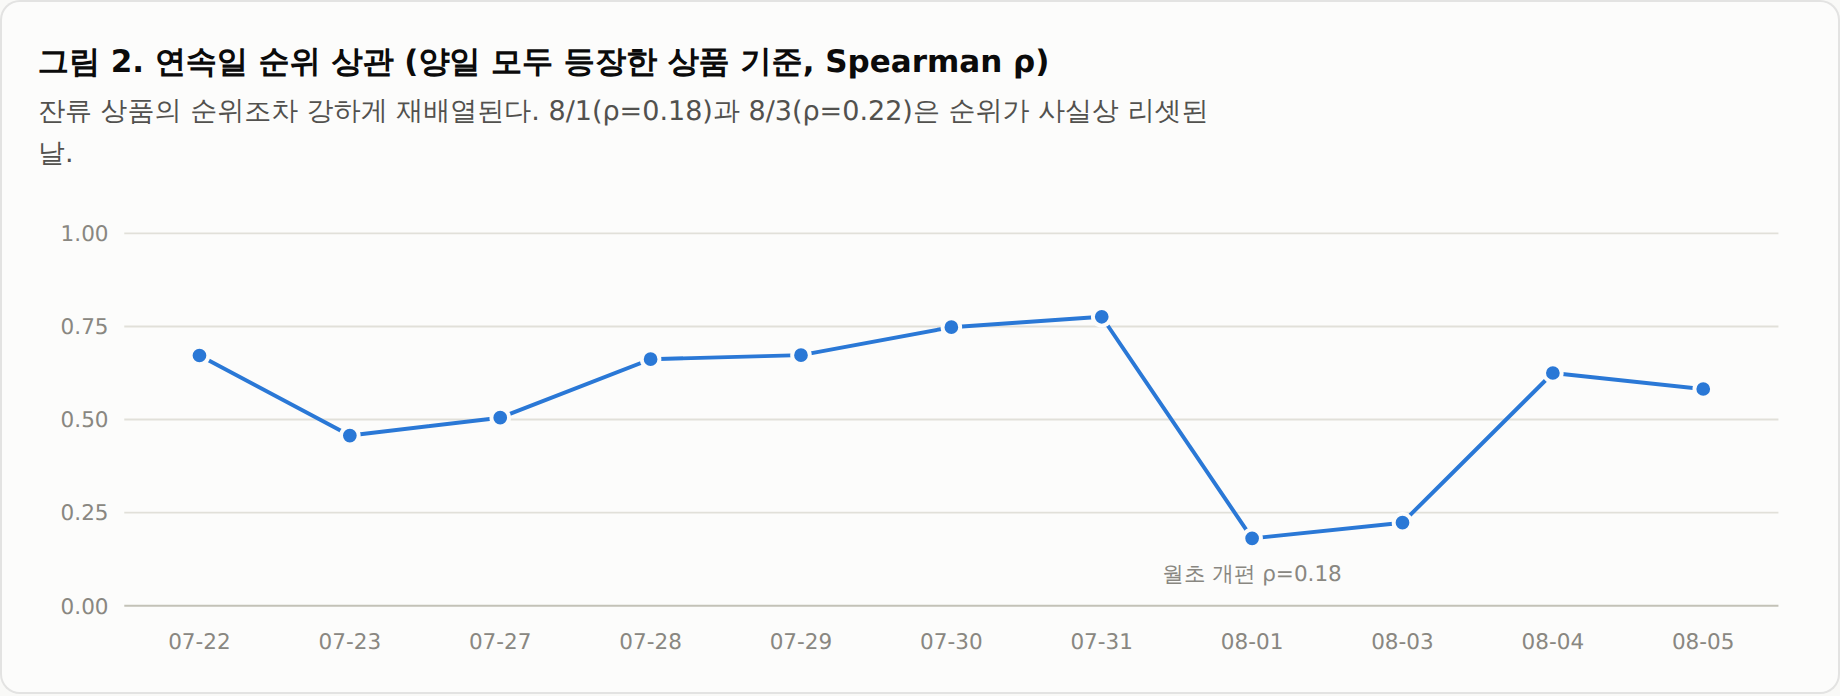 그림 2. 연속일 순위 상관 (양일 모두 등장한 상품 기준, Spearman ρ)
잔류 상품의 순위조차 강하게 재배열된다. 8/1(ρ=0.18)과 8/3(ρ=0.22)은 순위가 사실상 리셋된
날.
1.00
0.75
0.50
0.25
0.00
월초 개편 ρ=0.18
07-22 07-23 07-27 07-28 07-29 07-30 07-31 08-01 08-03 08-04 08-05